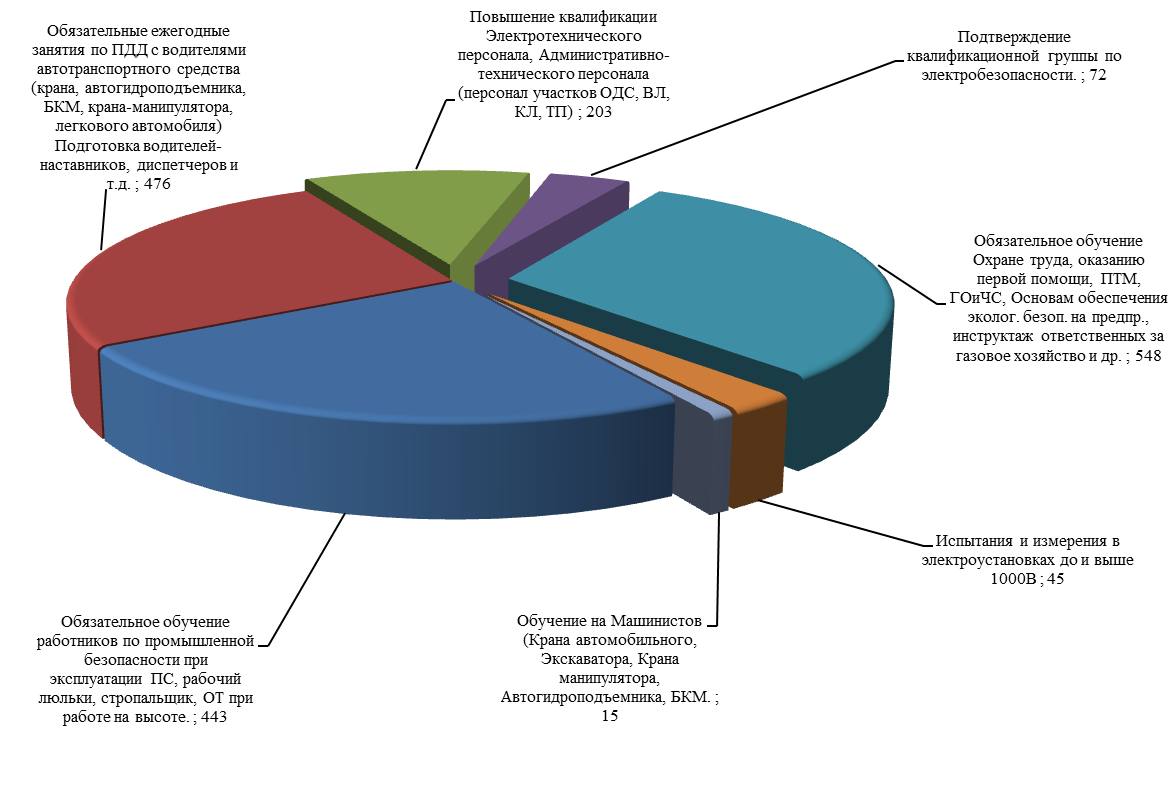 Обязательные ежегодные
занятия по ПДД с водителями
автотранспортного средства
(крана, автогидроподъемника,
БКМ, крана-манипулятора,
легкового автомобиля)
Подготовка водителей-
наставников, диспетчеров и
т.д. ; 476
Повышение квалификации
Электротехнического
персонала, Административно-
технического персонала
(персонал участков ОДС, ВЛ,
КЛ, ТП) ; 203
Подтверждение
квалификационной группы по
электробезопасности. ; 72
Обязательное обучение
Охране труда, оказанию
первой помощи, ПТМ,
ГОиЧС, Основам обеспечения
эколог. безоп. на предпр.,
инструктаж ответственных за
газовое хозяйство и др. ; 548
Испытания и измерения в
электроустановках до и выше
1000В ; 45
Обучение на Машинистов
(Крана автомобильного,
Экскаватора, Крана
манипулятора,
Автогидроподъемника, БКМ. ;
15
Обязательное обучение
работников по промышленной
безопасности при
эксплуатации ПС, рабочий
люльки, стропальщик, ОТ при
работе на высоте. ; 443